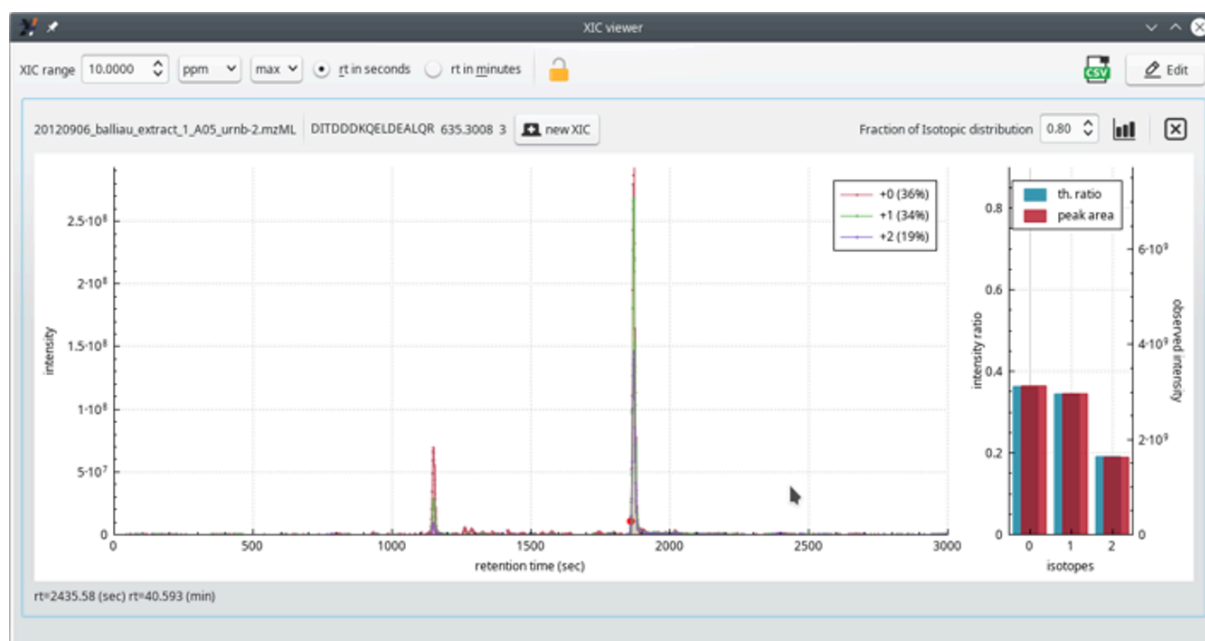 XIC viewer
XIC range 10.0000 ppm max rt in seconds rt in minutes CSV Edit
20120906_balliau_extract_1_A05_urnb-2.mzML DITDDDKQELDEALQR 635.3008 3 new XIC Fraction of Isotopic distribution 0.80
+0 (36%)
+1 (34%)
+2 (19%)
2.5·10⁸
2·10⁸
1.5·10⁸
1·10⁸
5·10⁷
0
intensity
0 500 1000 1500 2000 2500 3000
retention time (sec)
th. ratio
peak area
0.8
0.6
0.4
0.2
0
intensity ratio
6·10⁹
4·10⁹
2·10⁹
0
observed intensity
0 1 2
isotopes
rt=2435.58 (sec) rt=40.593 (min)